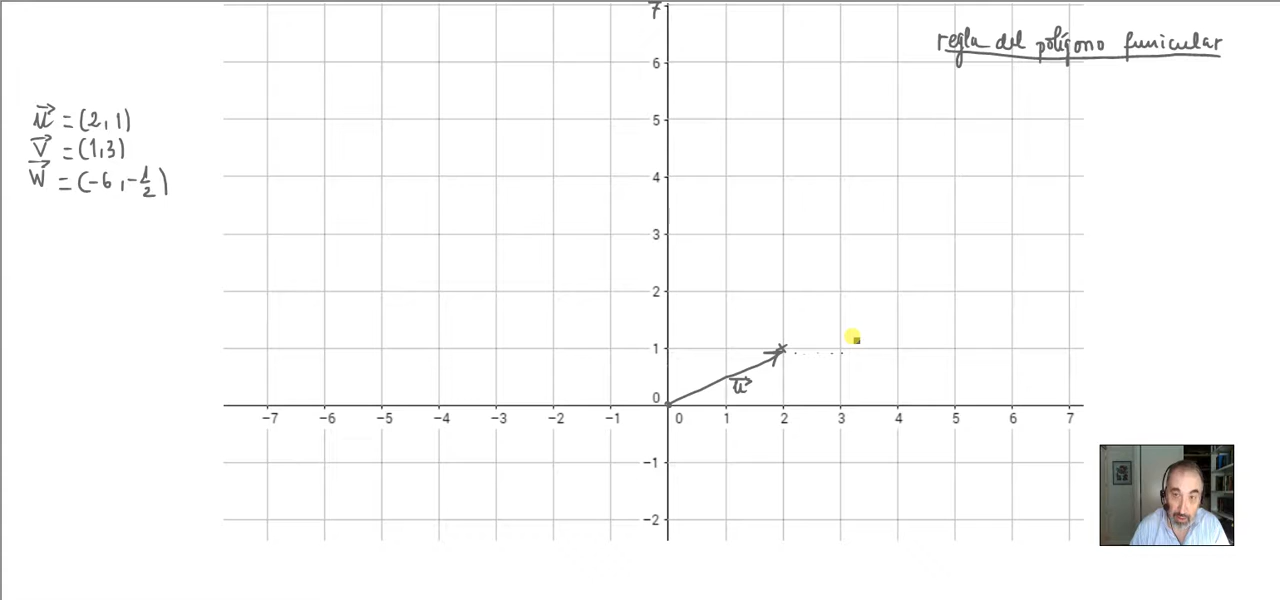 regla del polígono funicular
u⃗ = (2, 1)
v⃗ = (1, 3)
w⃗ = (-6, -1/2)
7
6
5
4
3
2
1
0
-7 -6 -5 -4 -3 -2 -1 0 1 2 3 4 5 6 7
-1
-2
u⃗